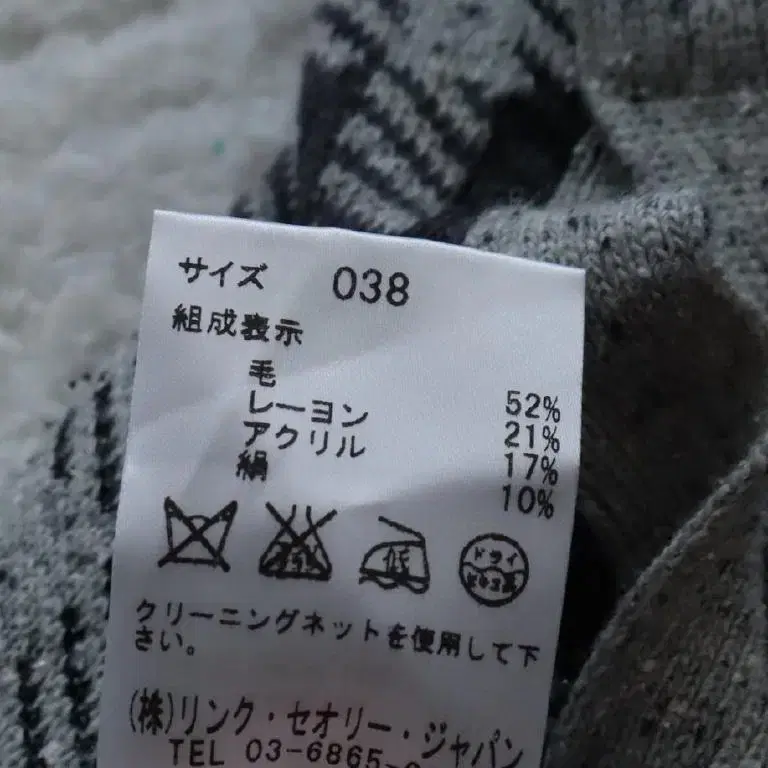 サイズ 038
組成表示
毛 52%
レーヨン 21%
アクリル 17%
絹 10%
低 ドライ
クリーニングネットを使用して下
さい。
(株)リンク・セオリー・ジャパン
TEL 03-6865-